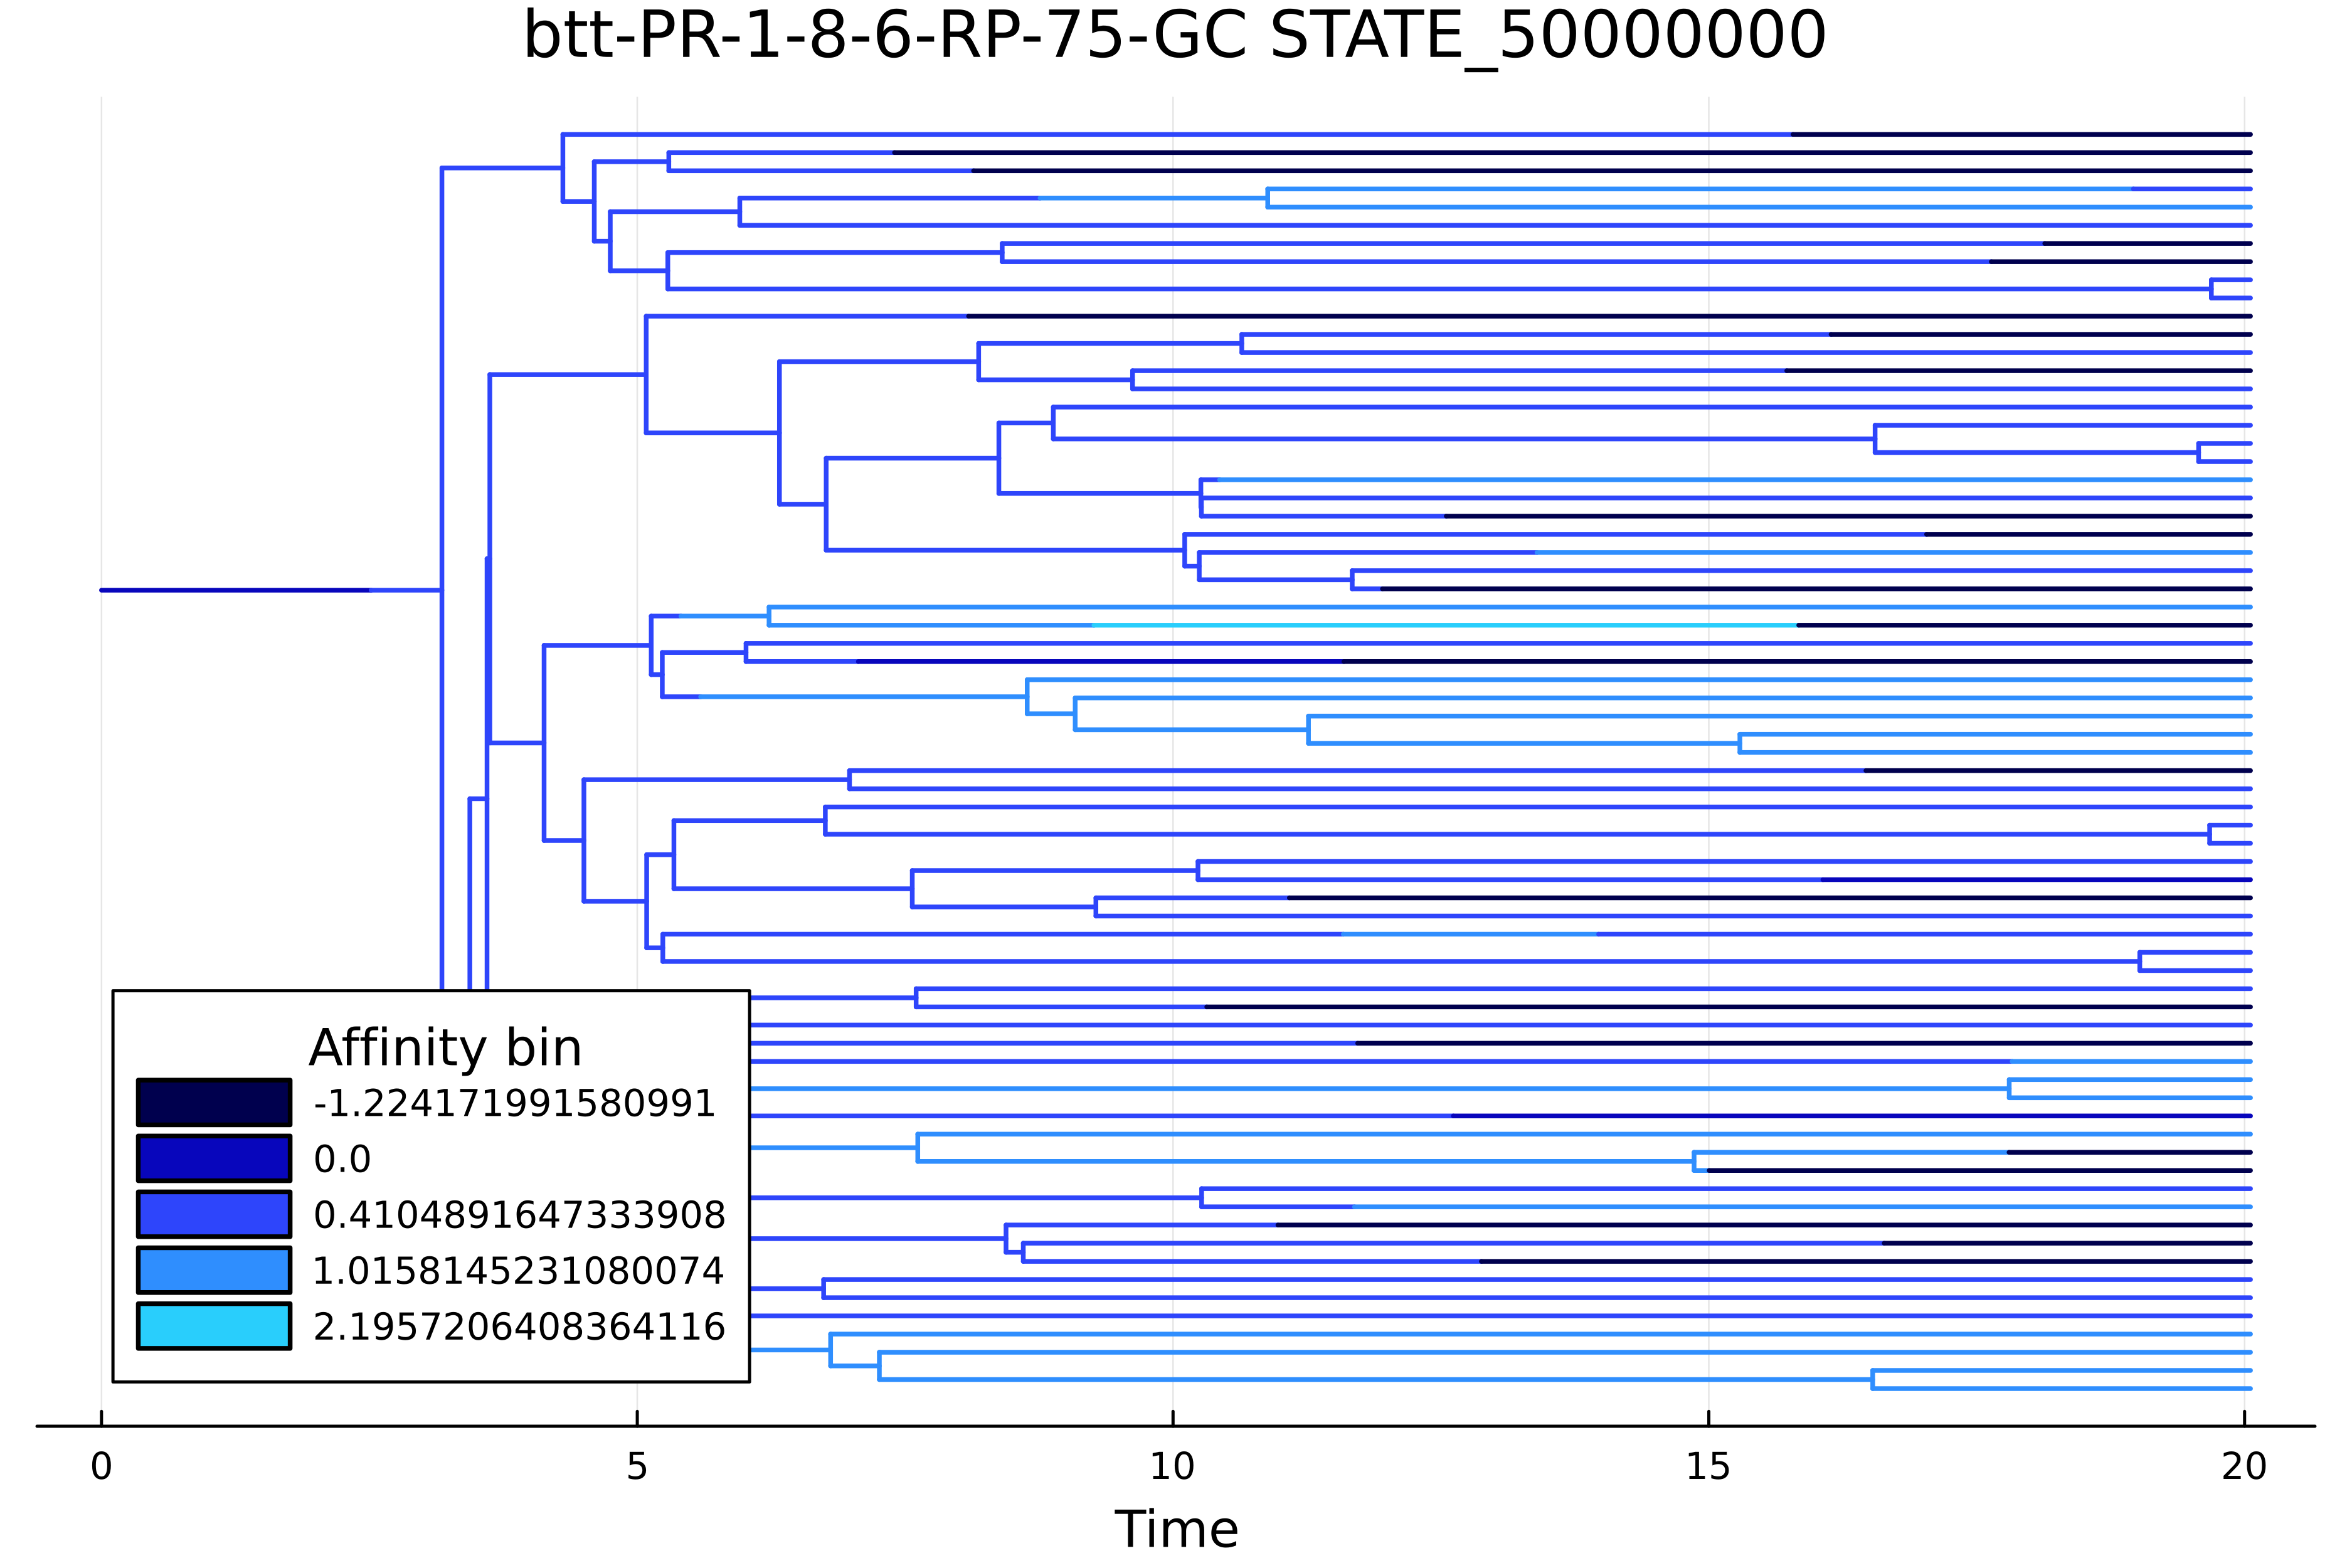 btt-PR-1-8-6-RP-75-GC STATE_50000000
Affinity bin
-1.224171991580991
0.0
0.4104891647333908
1.0158145231080074
2.1957206408364116
0 5 10 15 20
Time